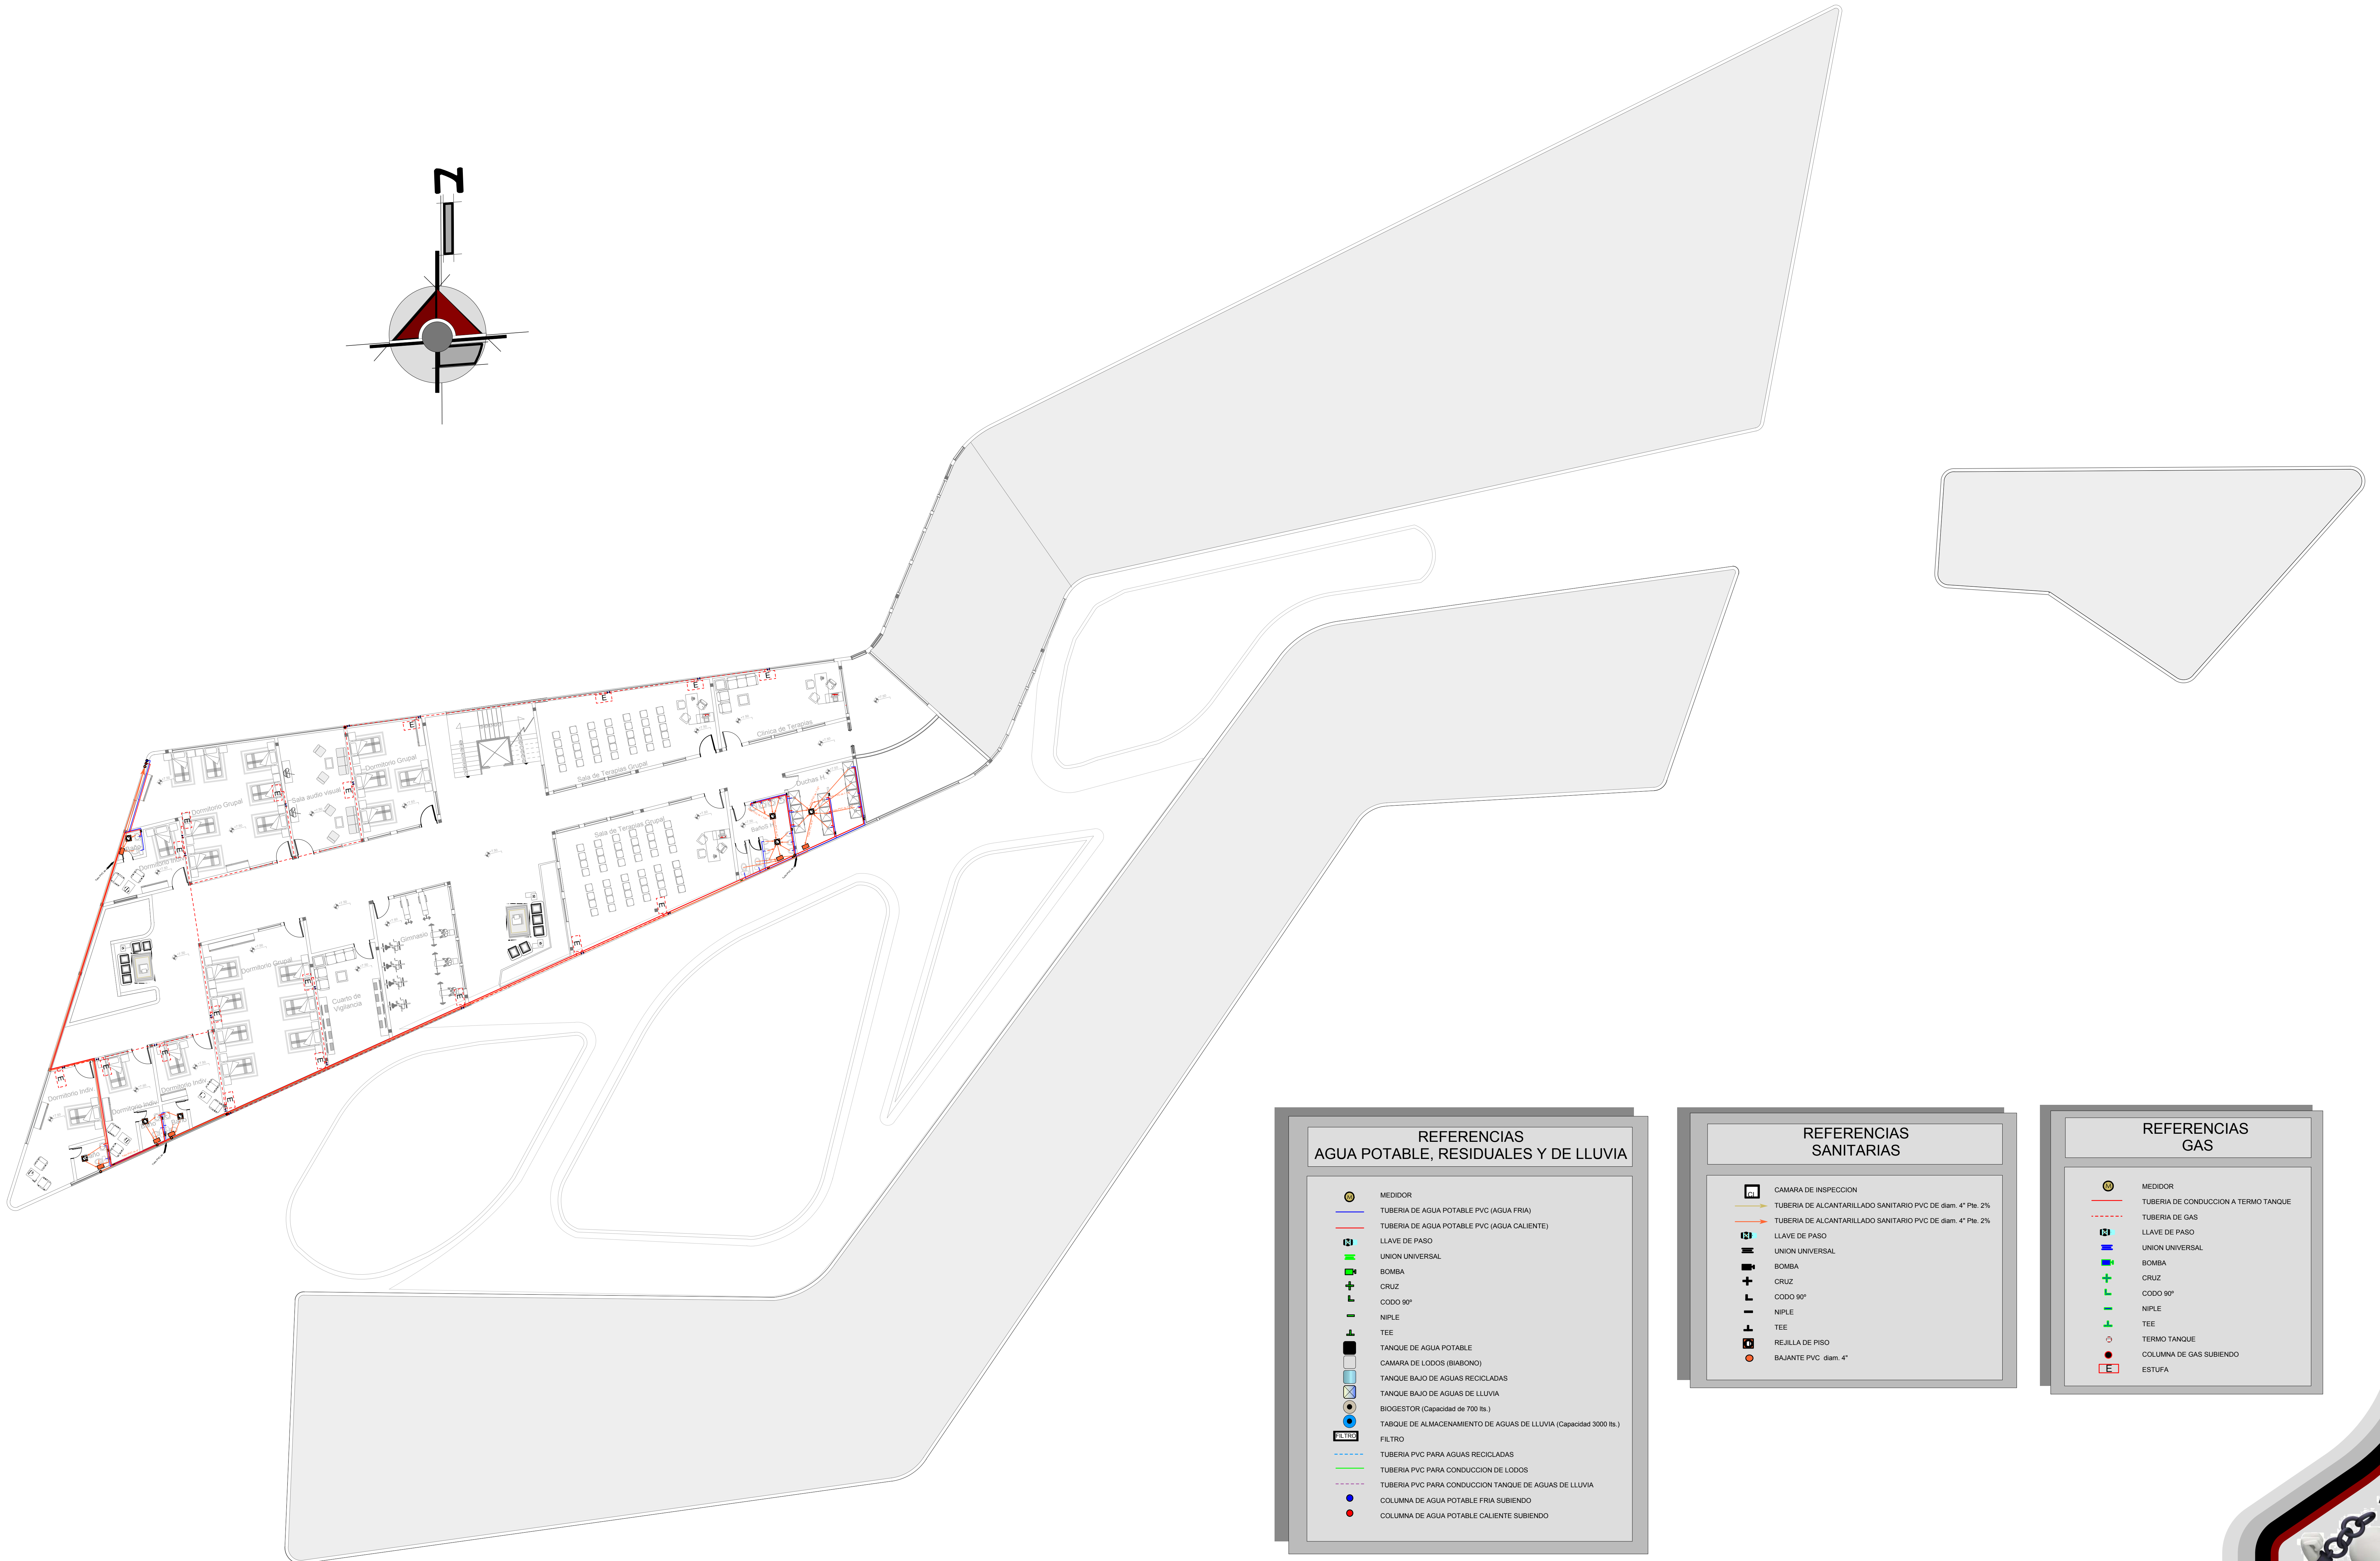 N
E
E
E
E
Clinica de Terapias
Sala de Terapias Grupal
Dormitorio Grupal
Sala audio visual
E
E
Dormitorio Grupal
E
E
Dormitorio Indiv.
Duchas H.
Baños H.
Sala de Terapias Grupal
E
E
Gimnasio
E
Dormitorio Grupal
E
Cuarto de
Vigilancia
E
E
E
E
E
E
Dormitorio Indiv.
Dormitorio Indiv.
Dormitorio Indiv.
REFERENCIAS
AGUA POTABLE, RESIDUALES Y DE LLUVIA
M MEDIDOR
TUBERIA DE AGUA POTABLE PVC (AGUA FRIA)
TUBERIA DE AGUA POTABLE PVC (AGUA CALIENTE)
LLAVE DE PASO
UNION UNIVERSAL
BOMBA
CRUZ
CODO 90º
NIPLE
TEE
TANQUE DE AGUA POTABLE
CAMARA DE LODOS (BIABONO)
TANQUE BAJO DE AGUAS RECICLADAS
TANQUE BAJO DE AGUAS DE LLUVIA
BIOGESTOR (Capacidad de 700 lts.)
TABQUE DE ALMACENAMIENTO DE AGUAS DE LLUVIA (Capacidad 3000 lts.)
FILTRO FILTRO
TUBERIA PVC PARA AGUAS RECICLADAS
TUBERIA PVC PARA CONDUCCION DE LODOS
TUBERIA PVC PARA CONDUCCION TANQUE DE AGUAS DE LLUVIA
COLUMNA DE AGUA POTABLE FRIA SUBIENDO
COLUMNA DE AGUA POTABLE CALIENTE SUBIENDO
REFERENCIAS
SANITARIAS
C.I. CAMARA DE INSPECCION
TUBERIA DE ALCANTARILLADO SANITARIO PVC DE diam. 4" Pte. 2%
TUBERIA DE ALCANTARILLADO SANITARIO PVC DE diam. 4" Pte. 2%
LLAVE DE PASO
UNION UNIVERSAL
BOMBA
CRUZ
CODO 90º
NIPLE
TEE
REJILLA DE PISO
BAJANTE PVC diam. 4"
REFERENCIAS
GAS
M MEDIDOR
TUBERIA DE CONDUCCION A TERMO TANQUE
TUBERIA DE GAS
LLAVE DE PASO
UNION UNIVERSAL
BOMBA
CRUZ
CODO 90º
NIPLE
TEE
TERMO TANQUE
COLUMNA DE GAS SUBIENDO
E ESTUFA